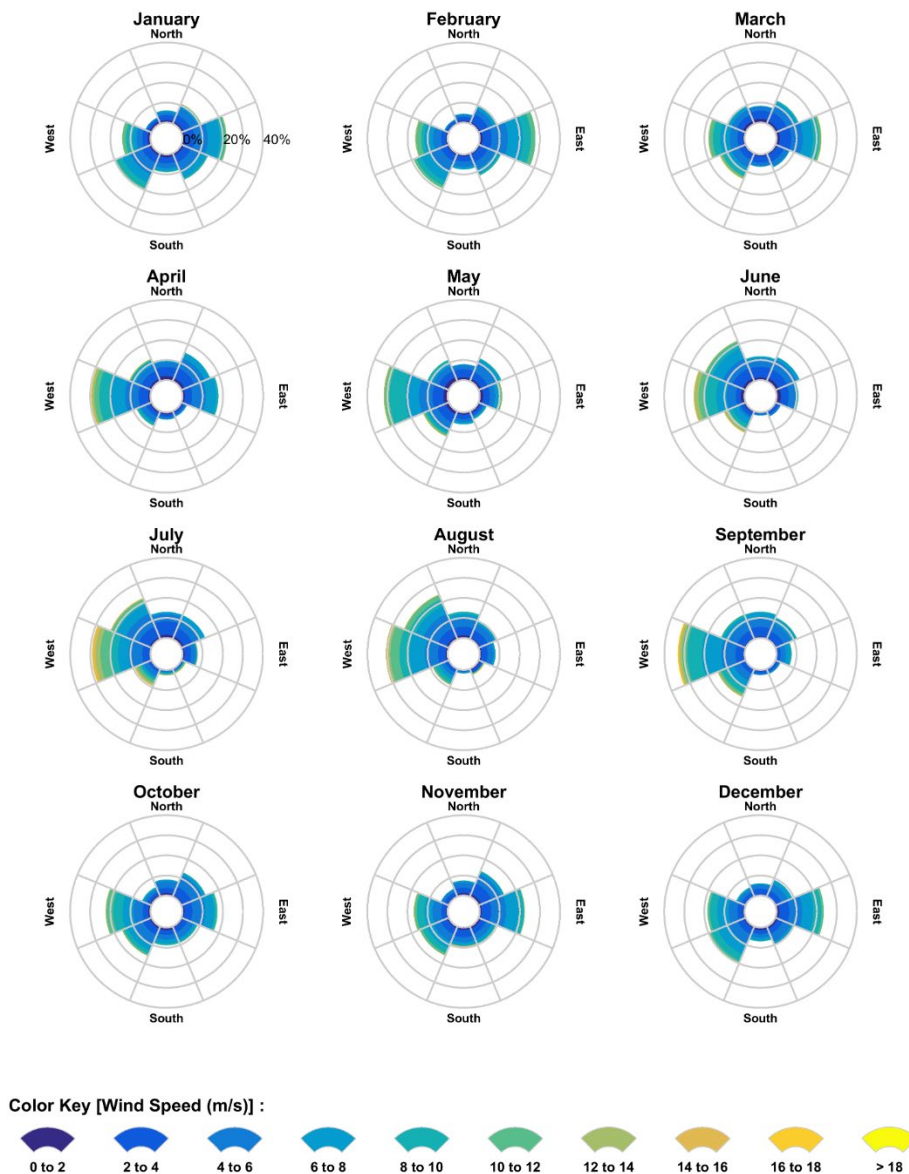 January February March
North North North
West 0% 20% 40% West East West East
South South South
April May June
North North North
West East West East West East
South South South
July August September
North North North
West East West East West East
South South South
October November December
North North North
West East West East West East
South South South
Color Key [Wind Speed (m/s)] :
0 to 2 2 to 4 4 to 6 6 to 8 8 to 10 10 to 12 12 to 14 14 to 16 16 to 18 > 18